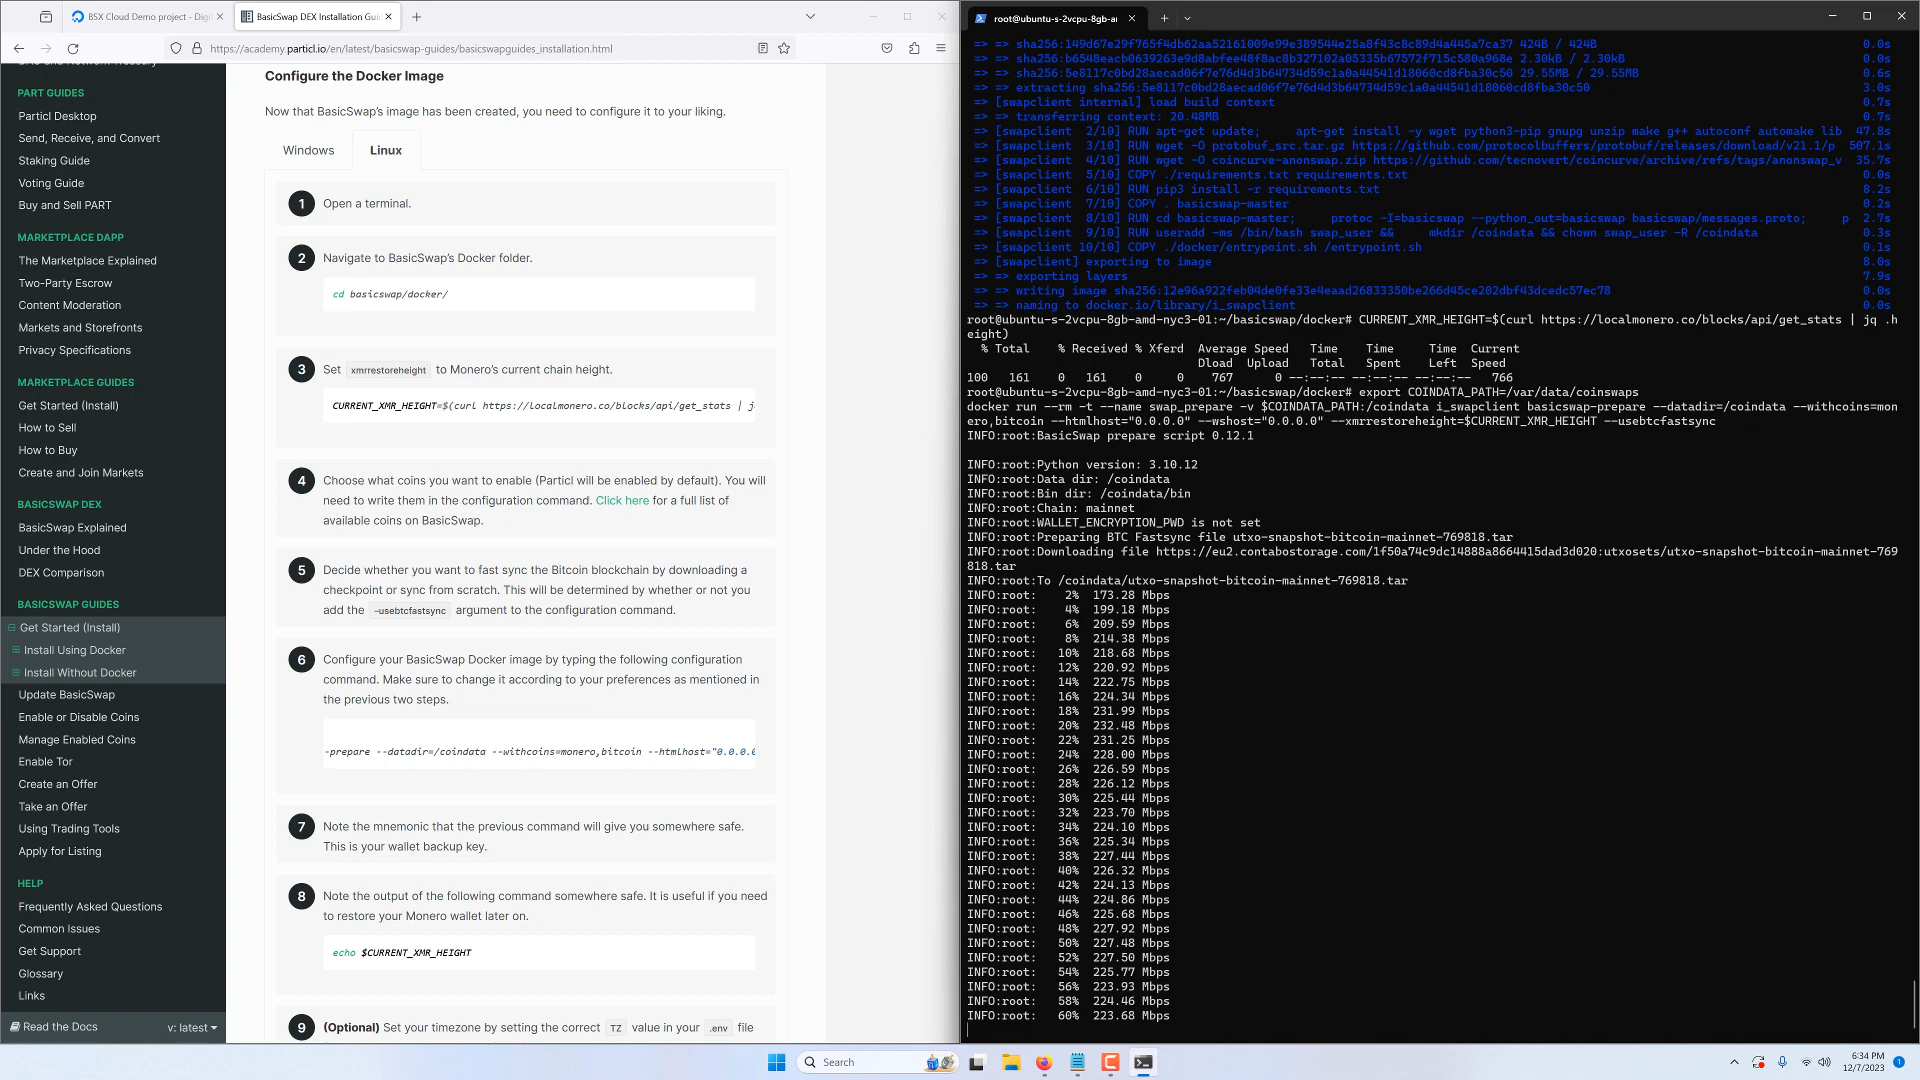 BSX Cloud Demo project - Digi
BasicSwap DEX Installation Gui
https://academy.particl.io/en/latest/basicswap-guides/basicswapguides_installation.html
PART GUIDES
Particl Desktop
Send, Receive, and Convert
Staking Guide
Voting Guide
Buy and Sell PART
MARKETPLACE DAPP
The Marketplace Explained
Two-Party Escrow
Content Moderation
Markets and Storefronts
Privacy Specifications
MARKETPLACE GUIDES
Get Started (Install)
How to Sell
How to Buy
Create and Join Markets
BASICSWAP DEX
BasicSwap Explained
Under the Hood
DEX Comparison
BASICSWAP GUIDES
Get Started (Install)
Install Using Docker
Install Without Docker
Update BasicSwap
Enable or Disable Coins
Manage Enabled Coins
Enable Tor
Create an Offer
Take an Offer
Using Trading Tools
Apply for Listing
HELP
Frequently Asked Questions
Common Issues
Get Support
Glossary
Links
Read the Docs
v: latest
Configure the Docker Image
Now that BasicSwap's image has been created, you need to configure it to your liking.
Windows
Linux
1 Open a terminal.
2 Navigate to BasicSwap's Docker folder.
cd basicswap/docker/
3 Set xmrrestoreheight to Monero's current chain height.
CURRENT_XMR_HEIGHT=$(curl https://localmonero.co/blocks/api/get_stats | j
4 Choose what coins you want to enable (Particl will be enabled by default). You will
need to write them in the configuration command. Click here for a full list of
available coins on BasicSwap.
5 Decide whether you want to fast sync the Bitcoin blockchain by downloading a
checkpoint or sync from scratch. This will be determined by whether or not you
add the –usebtcfastsync argument to the configuration command.
6 Configure your BasicSwap Docker image by typing the following configuration
command. Make sure to change it according to your preferences as mentioned in
the previous two steps.
-prepare --datadir=/coindata --withcoins=monero,bitcoin --htmlhost="0.0.0.0
7 Note the mnemonic that the previous command will give you somewhere safe.
This is your wallet backup key.
8 Note the output of the following command somewhere safe. It is useful if you need
to restore your Monero wallet later on.
echo $CURRENT_XMR_HEIGHT
9 (Optional) Set your timezone by setting the correct TZ value in your .env file
root@ubuntu-s-2vcpu-8gb-ar
=> => sha256:149d67e29f765f4db62aa52161009e99e389544e25a8f43c8c89d4a445a7ca37 424B / 424B 0.0s
=> => sha256:b6548eacb0639263e9d8abfee48f8ac8b327102a05335b67572f715c580a968e 2.30kB / 2.30kB 0.0s
=> => sha256:5e8117c0bd28aecad06f7e76d4d3b64734d59c1a0a44541d18060cd8fba30c50 29.55MB / 29.55MB 0.6s
=> => extracting sha256:5e8117c0bd28aecad06f7e76d4d3b64734d59c1a0a44541d18060cd8fba30c50 3.0s
=> [swapclient internal] load build context 0.7s
=> => transferring context: 20.48MB 0.7s
=> [swapclient 2/10] RUN apt-get update; apt-get install -y wget python3-pip gnupg unzip make g++ autoconf automake lib 47.8s
=> [swapclient 3/10] RUN wget -O protobuf_src.tar.gz https://github.com/protocolbuffers/protobuf/releases/download/v21.1/p 507.1s
=> [swapclient 4/10] RUN wget -O coincurve-anonswap.zip https://github.com/tecnovert/coincurve/archive/refs/tags/anonswap_v 35.7s
=> [swapclient 5/10] COPY ./requirements.txt requirements.txt 0.0s
=> [swapclient 6/10] RUN pip3 install -r requirements.txt 8.2s
=> [swapclient 7/10] COPY . basicswap-master 0.2s
=> [swapclient 8/10] RUN cd basicswap-master; protoc -I=basicswap --python_out=basicswap basicswap/messages.proto; p 2.7s
=> [swapclient 9/10] RUN useradd -ms /bin/bash swap_user && mkdir /coindata && chown swap_user -R /coindata 0.3s
=> [swapclient 10/10] COPY ./docker/entrypoint.sh /entrypoint.sh 0.1s
=> [swapclient] exporting to image 8.0s
=> => exporting layers 7.9s
=> => writing image sha256:12e96a922feb04de0fe33e4eaad26833350be266d45ce202dbf43dcedc57ec78 0.0s
=> => naming to docker.io/library/i_swapclient 0.0s
root@ubuntu-s-2vcpu-8gb-amd-nyc3-01:~/basicswap/docker# CURRENT_XMR_HEIGHT=$(curl https://localmonero.co/blocks/api/get_stats | jq .h
eight)
% Total % Received % Xferd Average Speed Time Time Time Current
Dload Upload Total Spent Left Speed
100 161 0 161 0 0 767 0 --:--:-- --:--:-- --:--:-- 766
root@ubuntu-s-2vcpu-8gb-amd-nyc3-01:~/basicswap/docker# export COINDATA_PATH=/var/data/coinswaps
docker run --rm -t --name swap_prepare -v $COINDATA_PATH:/coindata i_swapclient basicswap-prepare --datadir=/coindata --withcoins=mon
ero,bitcoin --htmlhost="0.0.0.0" --wshost="0.0.0.0" --xmrrestoreheight=$CURRENT_XMR_HEIGHT --usebtcfastsync
INFO:root:BasicSwap prepare script 0.12.1
INFO:root:Python version: 3.10.12
INFO:root:Data dir: /coindata
INFO:root:Bin dir: /coindata/bin
INFO:root:Chain: mainnet
INFO:root:WALLET_ENCRYPTION_PWD is not set
INFO:root:Preparing BTC Fastsync file utxo-snapshot-bitcoin-mainnet-769818.tar
INFO:root:Downloading file https://eu2.contabostorage.com/1f50a74c9dc14888a8664415dad3d020:utxosets/utxo-snapshot-bitcoin-mainnet-769
818.tar
INFO:root:To /coindata/utxo-snapshot-bitcoin-mainnet-769818.tar
INFO:root: 2% 173.28 Mbps
INFO:root: 4% 199.18 Mbps
INFO:root: 6% 209.59 Mbps
INFO:root: 8% 214.38 Mbps
INFO:root: 10% 218.68 Mbps
INFO:root: 12% 220.92 Mbps
INFO:root: 14% 222.75 Mbps
INFO:root: 16% 224.34 Mbps
INFO:root: 18% 231.99 Mbps
INFO:root: 20% 232.48 Mbps
INFO:root: 22% 231.25 Mbps
INFO:root: 24% 228.00 Mbps
INFO:root: 26% 226.59 Mbps
INFO:root: 28% 226.12 Mbps
INFO:root: 30% 225.44 Mbps
INFO:root: 32% 223.70 Mbps
INFO:root: 34% 224.10 Mbps
INFO:root: 36% 225.34 Mbps
INFO:root: 38% 227.44 Mbps
INFO:root: 40% 226.32 Mbps
INFO:root: 42% 224.13 Mbps
INFO:root: 44% 224.86 Mbps
INFO:root: 46% 225.68 Mbps
INFO:root: 48% 227.92 Mbps
INFO:root: 50% 227.48 Mbps
INFO:root: 52% 227.50 Mbps
INFO:root: 54% 225.77 Mbps
INFO:root: 56% 223.93 Mbps
INFO:root: 58% 224.46 Mbps
INFO:root: 60% 223.68 Mbps
Search
6:34 PM
12/7/2023
1